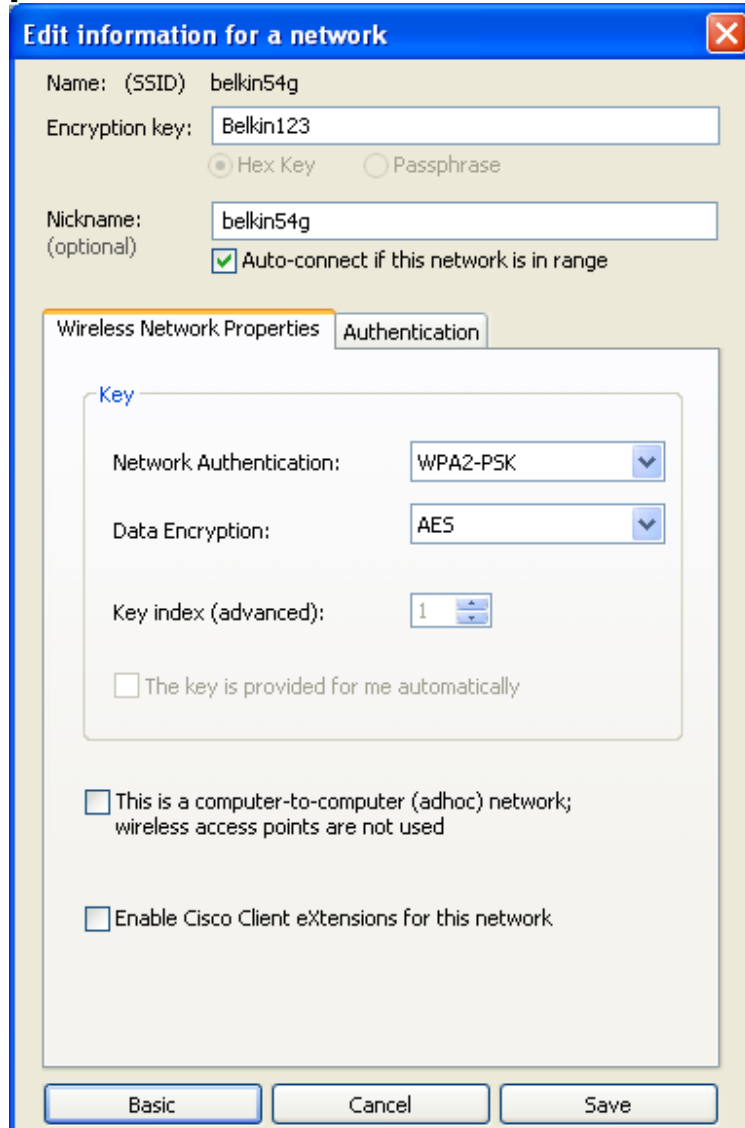 Edit information for a network
Name: (SSID) belkin54g
Encryption key: Belkin123
Hex Key Passphrase
Nickname: belkin54g
(optional)
Auto-connect if this network is in range
Wireless Network Properties Authentication
Key
Network Authentication: WPA2-PSK
Data Encryption: AES
Key index (advanced): 1
The key is provided for me automatically
This is a computer-to-computer (adhoc) network;
wireless access points are not used
Enable Cisco Client eXtensions for this network
Basic Cancel Save